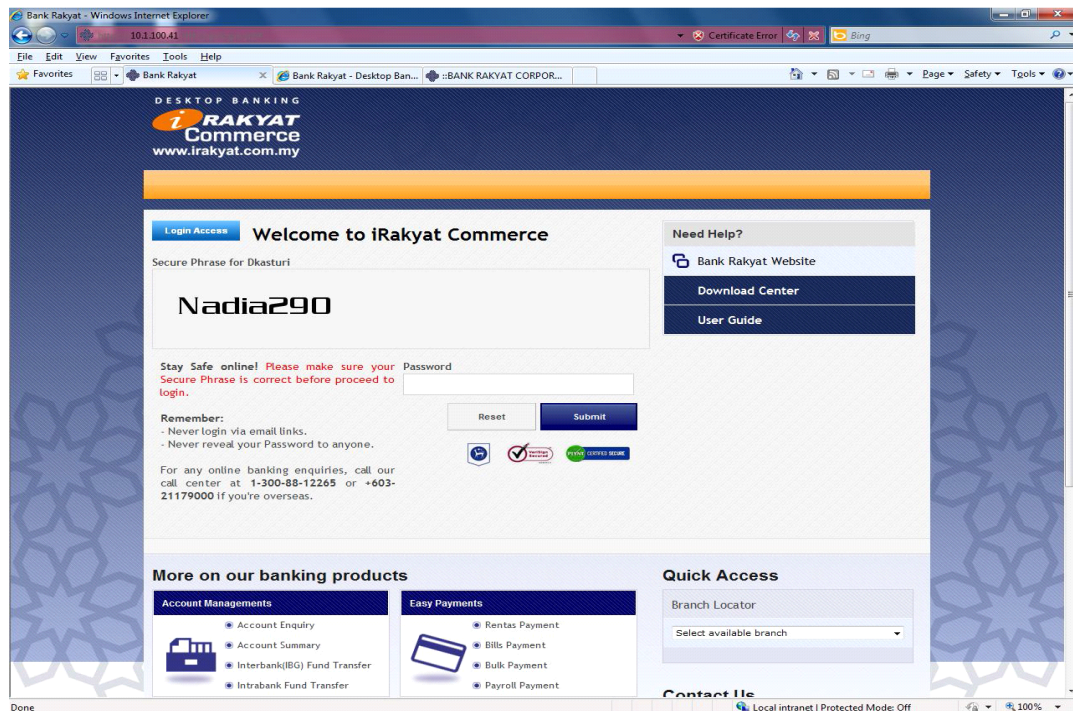 Bank Rakyat - Windows Internet Explorer
10.1.100.41
Certificate Error
Bing
File Edit View Favorites Tools Help
Favorites
Bank Rakyat
Bank Rakyat - Desktop Ban...
::BANK RAKYAT CORPOR...
Page Safety Tools
DESKTOP BANKING
i RAKYAT
Commerce
www.irakyat.com.my
Login Access
Welcome to iRakyat Commerce
Secure Phrase for Dkasturi
Nadia290
Stay Safe online! Please make sure your
Secure Phrase is correct before proceed to
login.
Remember:
- Never login via email links.
- Never reveal your Password to anyone.
For any online banking enquiries, call our
call center at 1-300-88-12265 or +603-
21179000 if you're overseas.
Password
Reset
Submit
CERTIFIED SECURE
Need Help?
Bank Rakyat Website
Download Center
User Guide
More on our banking products
Account Managements
Account Enquiry
Account Summary
Interbank(IBG) Fund Transfer
Intrabank Fund Transfer
Easy Payments
Rentas Payment
Bills Payment
Bulk Payment
Payroll Payment
Quick Access
Branch Locator
Select available branch
Contact Us
Done
Local intranet | Protected Mode: Off
100%